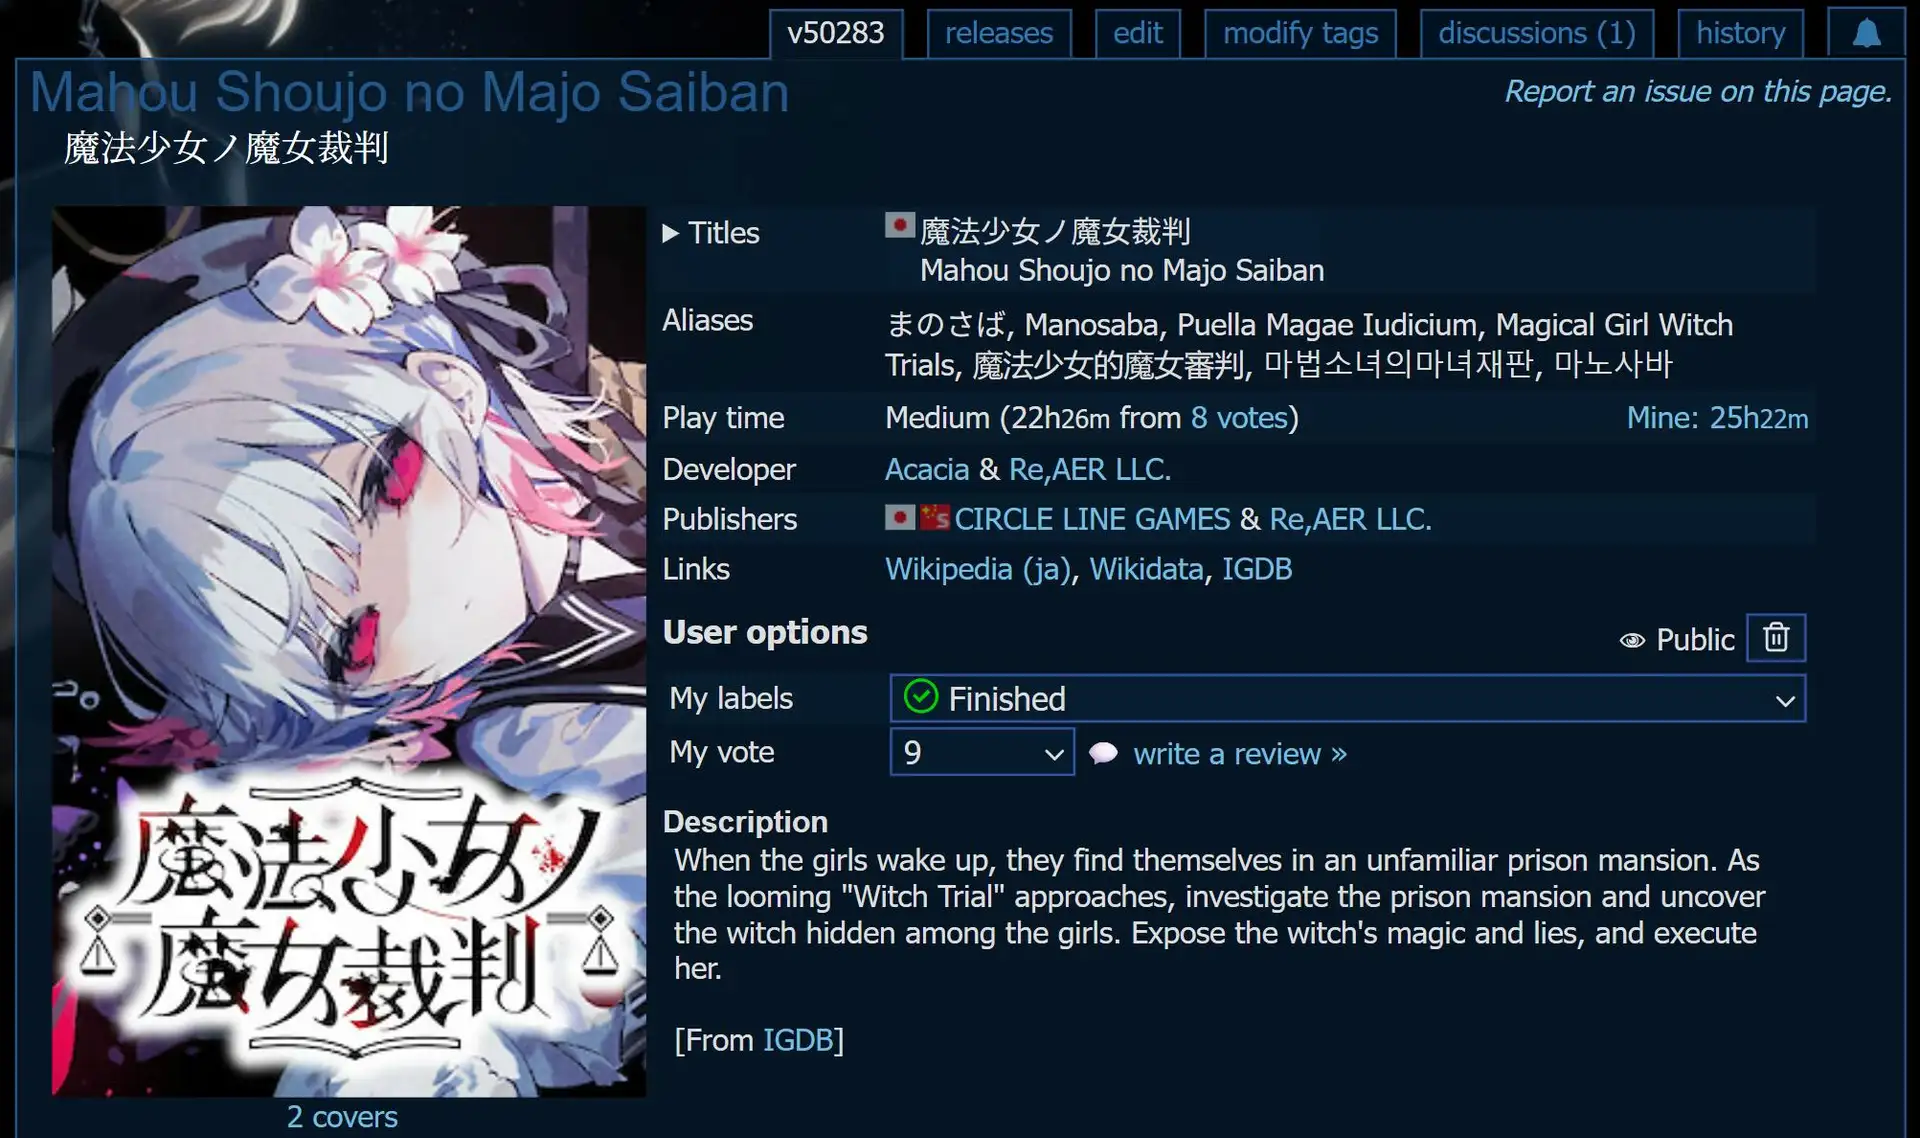 v50283
releases
edit
modify tags
discussions (1)
history
Mahou Shoujo no Majo Saiban
Report an issue on this page.
魔法少女ノ魔女裁判
魔法少女ノ
魔女裁判
2 covers
▶ Titles
魔法少女ノ魔女裁判
Mahou Shoujo no Majo Saiban
Aliases
まのさば, Manosaba, Puella Magae Iudicium, Magical Girl Witch
Trials, 魔法少女的魔女審判, 마법소녀의마녀재판, 마노사바
Play time
Medium (22h26m from 8 votes)
Mine: 25h22m
Developer
Acacia & Re,AER LLC.
Publishers
CIRCLE LINE GAMES & Re,AER LLC.
Links
Wikipedia (ja), Wikidata, IGDB
User options
Public
My labels
Finished
My vote
9
write a review »
Description
When the girls wake up, they find themselves in an unfamiliar prison mansion. As
the looming "Witch Trial" approaches, investigate the prison mansion and uncover
the witch hidden among the girls. Expose the witch's magic and lies, and execute
her.
[From IGDB]